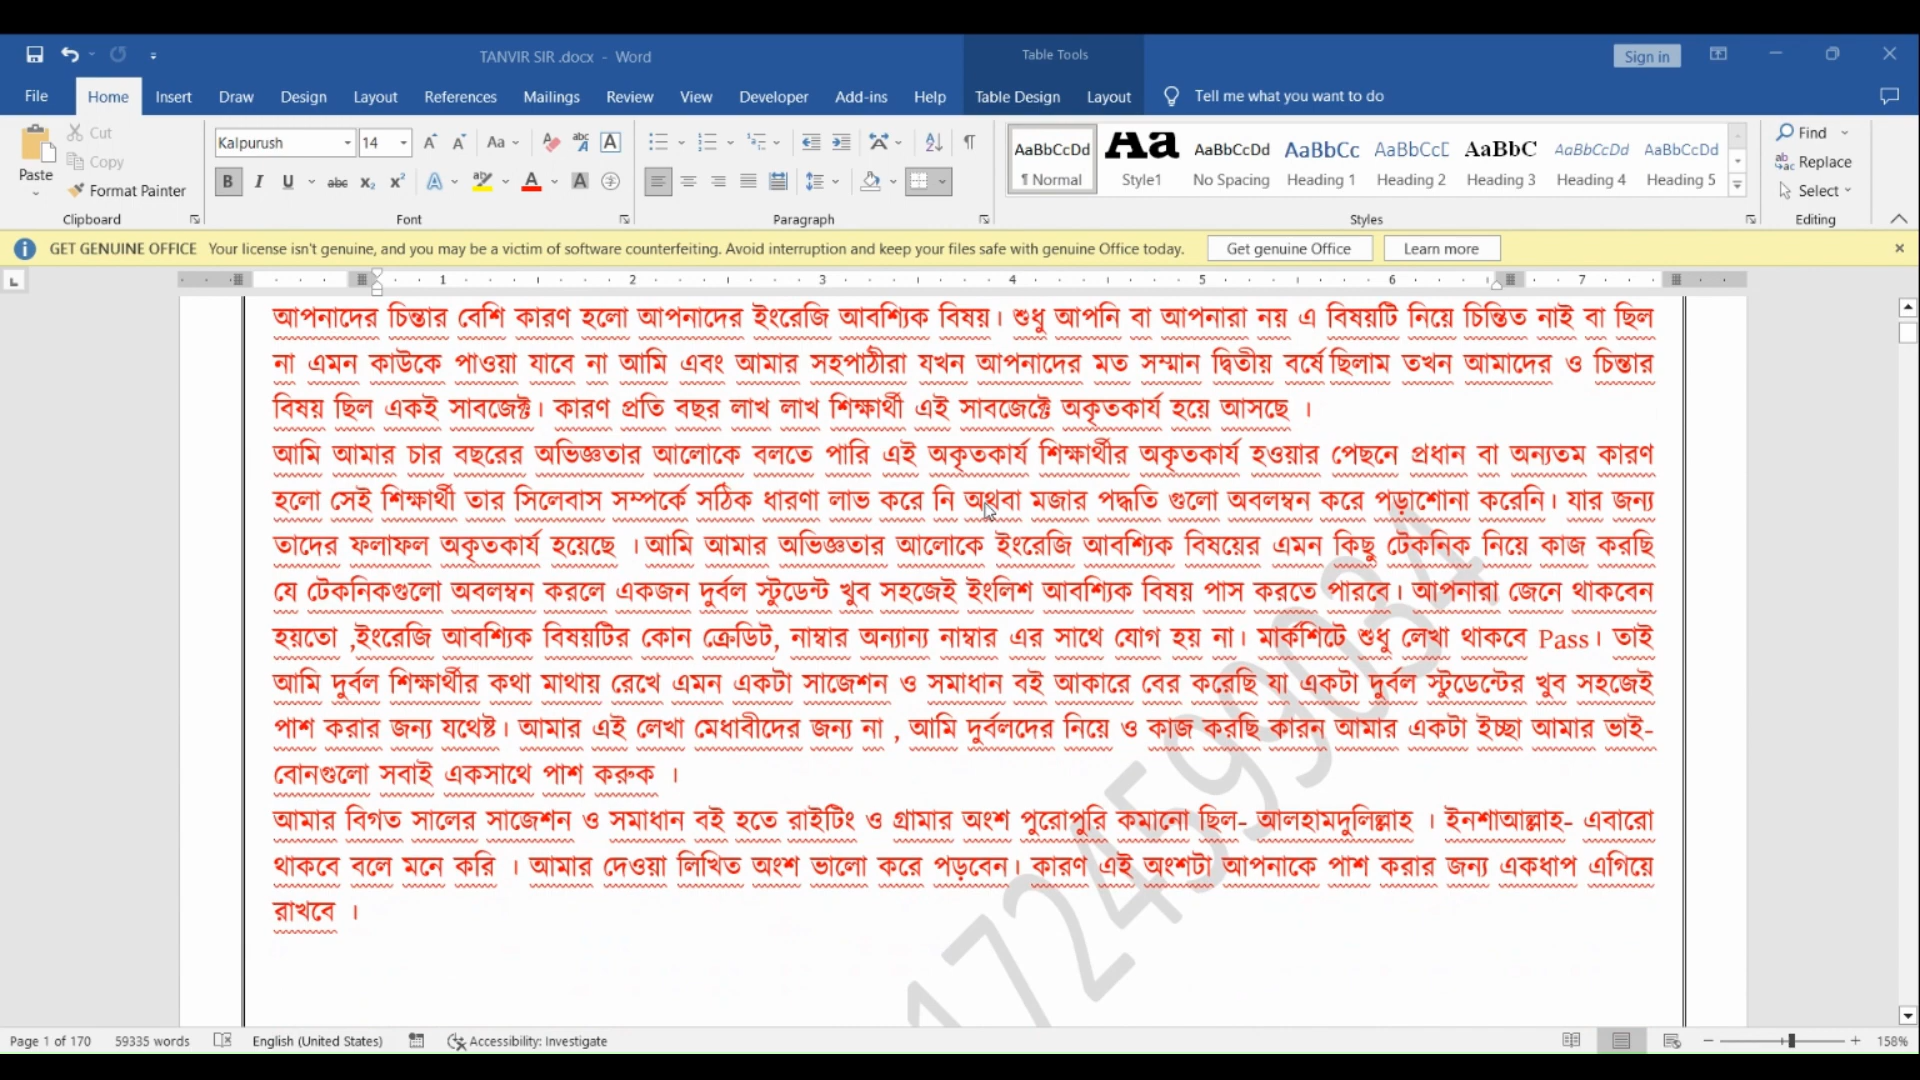 TANVIR SIR .docx - Word
Table Tools
Sign in
File Home Insert Draw Design Layout References Mailings Review View Developer Add-ins Help Table Design Layout Tell me what you want to do
Cut
Copy
Format Painter
Paste
Kalpurush 14
AaBbCcDd Aa AaBbCcDd AaBbCc AaBbCcD AaBbC AaBbCcDd AaBbCcDd
¶ Normal Style1 No Spacing Heading 1 Heading 2 Heading 3 Heading 4 Heading 5
Find
Replace
Select
Clipboard Font Paragraph Styles Editing
GET GENUINE OFFICE Your license isn't genuine, and you may be a victim of software counterfeiting. Avoid interruption and keep your files safe with genuine Office today. Get genuine Office Learn more
1 2 3 4 5 6 7
আপনাদের চিন্তার বেশি কারণ হলো আপনাদের ইংরেজি আবশ্যিক বিষয়। শুধু আপনি বা আপনারা নয় এ বিষয়টি নিয়ে চিন্তিত নাই বা ছিল
না এমন কাউকে পাওয়া যাবে না আমি এবং আমার সহপাঠীরা যখন আপনাদের মত সম্মান দ্বিতীয় বর্ষে ছিলাম তখন আমাদের ও চিন্তার
বিষয় ছিল একই সাবজেক্ট। কারণ প্রতি বছর লাখ লাখ শিক্ষার্থী এই সাবজেক্টে অকৃতকার্য হয়ে আসছে ।
আমি আমার চার বছরের অভিজ্ঞতার আলোকে বলতে পারি এই অকৃতকার্য শিক্ষার্থীর অকৃতকার্য হওয়ার পেছনে প্রধান বা অন্যতম কারণ
হলো সেই শিক্ষার্থী তার সিলেবাস সম্পর্কে সঠিক ধারণা লাভ করে নি অথবা মজার পদ্ধতি গুলো অবলম্বন করে পড়াশোনা করেনি। যার জন্য
তাদের ফলাফল অকৃতকার্য হয়েছে ।আমি আমার অভিজ্ঞতার আলোকে ইংরেজি আবশ্যিক বিষয়ের এমন কিছু টেকনিক নিয়ে কাজ করছি
যে টেকনিকগুলো অবলম্বন করলে একজন দুর্বল স্টুডেন্ট খুব সহজেই ইংলিশ আবশ্যিক বিষয় পাস করতে পারবে। আপনারা জেনে থাকবেন
হয়তো ,ইংরেজি আবশ্যিক বিষয়টির কোন ক্রেডিট, নাম্বার অন্যান্য নাম্বার এর সাথে যোগ হয় না। মার্কশিটে শুধু লেখা থাকবে Pass। তাই
আমি দুর্বল শিক্ষার্থীর কথা মাথায় রেখে এমন একটা সাজেশন ও সমাধান বই আকারে বের করেছি যা একটা দুর্বল স্টুডেন্টের খুব সহজেই
পাশ করার জন্য যথেষ্ট। আমার এই লেখা মেধাবীদের জন্য না , আমি দুর্বলদের নিয়ে ও কাজ করছি কারন আমার একটা ইচ্ছা আমার ভাই-
বোনগুলো সবাই একসাথে পাশ করুক ।
আমার বিগত সালের সাজেশন ও সমাধান বই হতে রাইটিং ও গ্রামার অংশ পুরোপুরি কমানো ছিল- আলহামদুলিল্লাহ । ইনশাআল্লাহ- এবারো
থাকবে বলে মনে করি । আমার দেওয়া লিখিত অংশ ভালো করে পড়বেন। কারণ এই অংশটা আপনাকে পাশ করার জন্য একধাপ এগিয়ে
রাখবে ।
1724599034
Page 1 of 170 59335 words English (United States) Accessibility: Investigate 158%